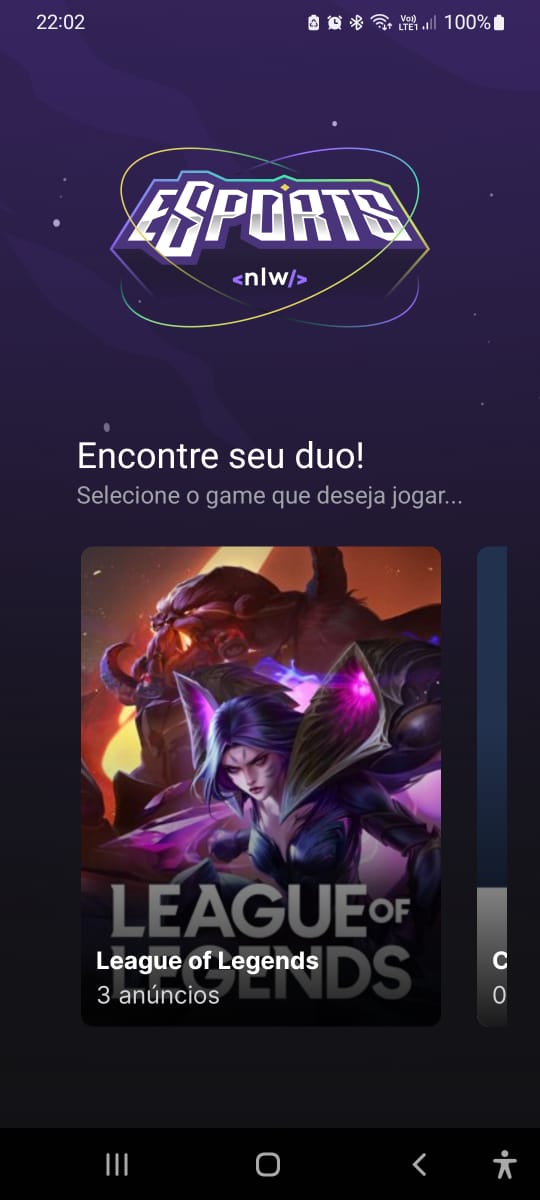 22:02
Vo))
LTE1
100%
ESPORTS
<nlw/>
Encontre seu duo!
Selecione o game que deseja jogar...
LEAGUE OF
LEGENDS
League of Legends
3 anúncios
C
0